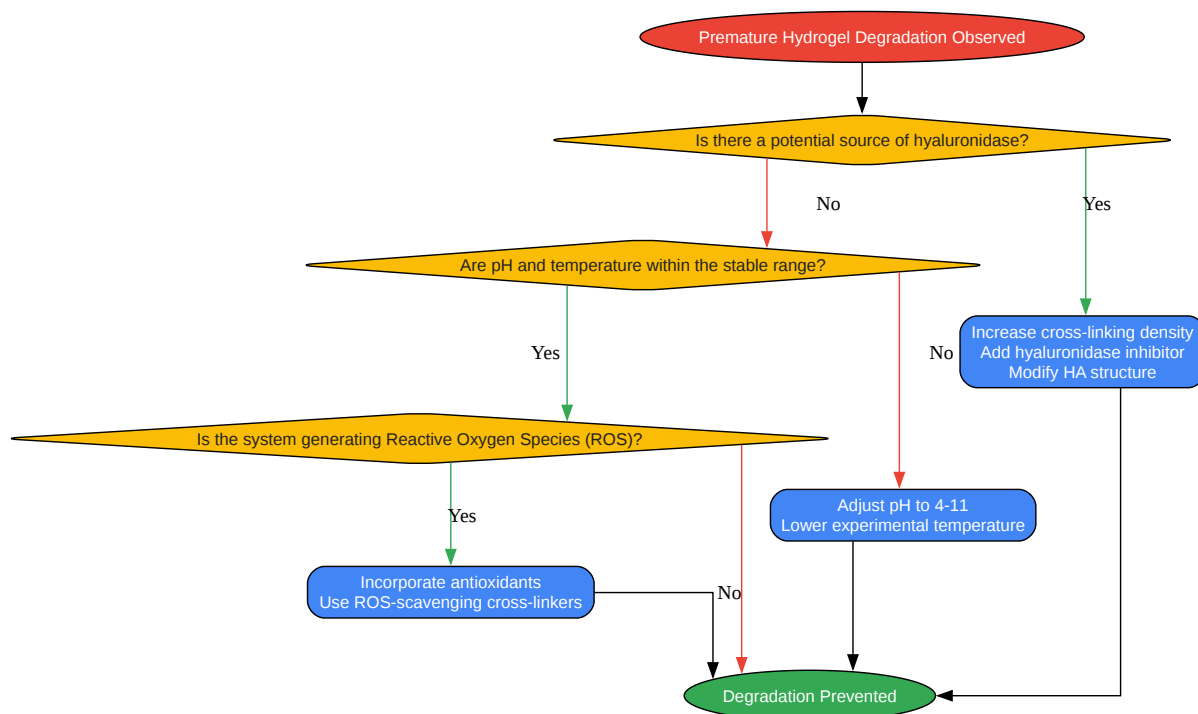 Premature Hydrogel Degradation Observed
Is there a potential source of hyaluronidase?
No
Yes
Are pH and temperature within the stable range?
Increase cross-linking density
Add hyaluronidase inhibitor
Modify HA structure
Yes
No
Is the system generating Reactive Oxygen Species (ROS)?
Adjust pH to 4-11
Lower experimental temperature
Yes
Incorporate antioxidants
Use ROS-scavenging cross-linkers
No
Degradation Prevented